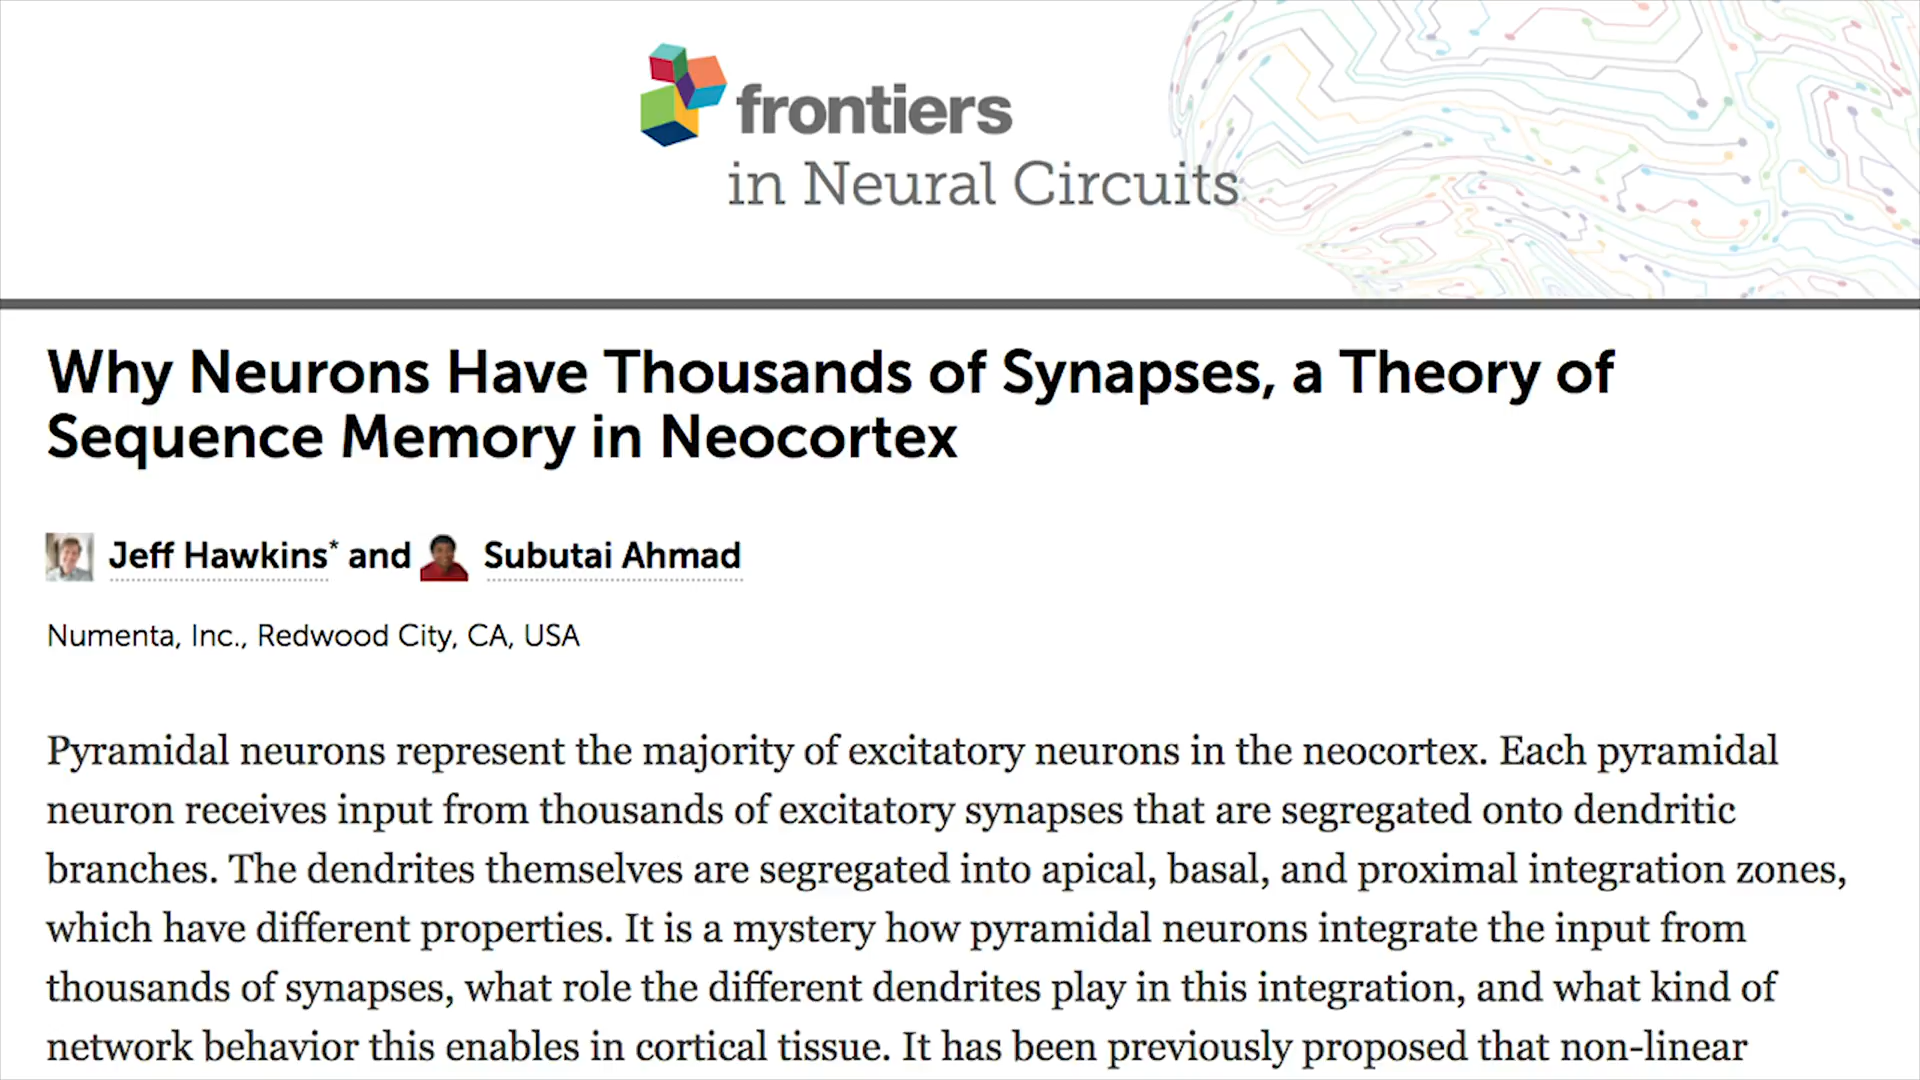 frontiers
in Neural Circuits
Why Neurons Have Thousands of Synapses, a Theory of
Sequence Memory in Neocortex
Jeff Hawkins* and Subutai Ahmad
Numenta, Inc., Redwood City, CA, USA
Pyramidal neurons represent the majority of excitatory neurons in the neocortex. Each pyramidal
neuron receives input from thousands of excitatory synapses that are segregated onto dendritic
branches. The dendrites themselves are segregated into apical, basal, and proximal integration zones,
which have different properties. It is a mystery how pyramidal neurons integrate the input from
thousands of synapses, what role the different dendrites play in this integration, and what kind of
network behavior this enables in cortical tissue. It has been previously proposed that non-linear